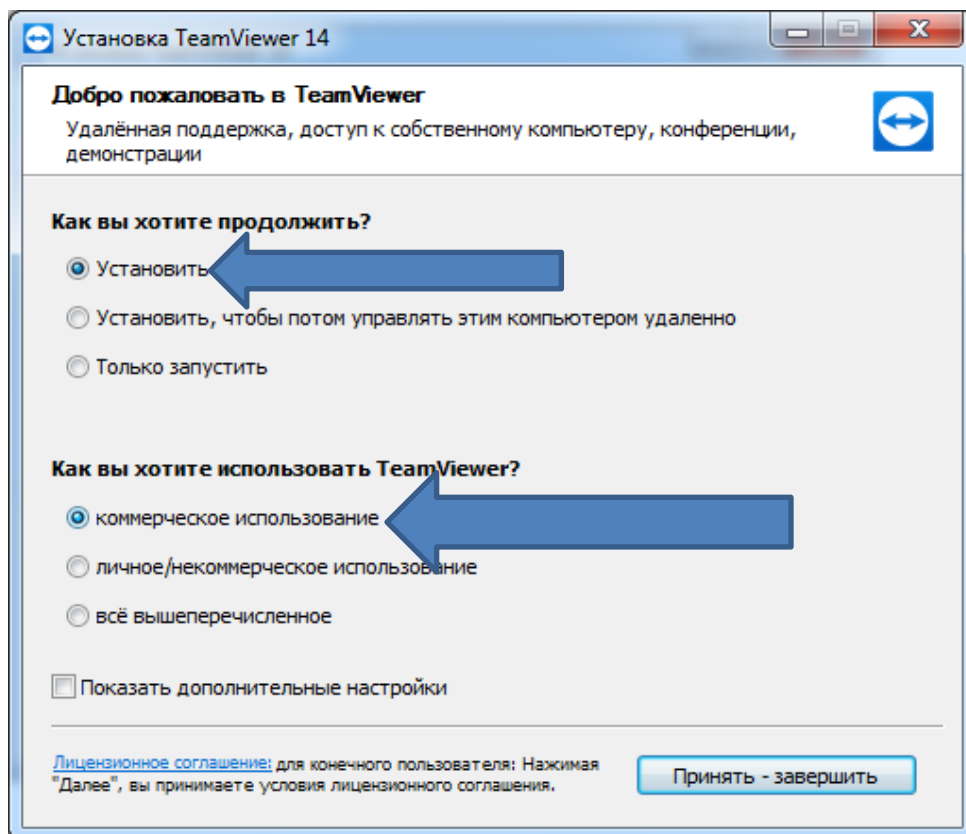 Установка TeamViewer 14
Добро пожаловать в TeamViewer
Удалённая поддержка, доступ к собственному компьютеру, конференции,
демонстрации
Как вы хотите продолжить?
Установить
Установить, чтобы потом управлять этим компьютером удаленно
Только запустить
Как вы хотите использовать TeamViewer?
коммерческое использование
личное/некоммерческое использование
всё вышеперечисленное
Показать дополнительные настройки
Лицензионное соглашение: для конечного пользователя: Нажимая
"Далее", вы принимаете условия лицензионного соглашения.
Принять - завершить